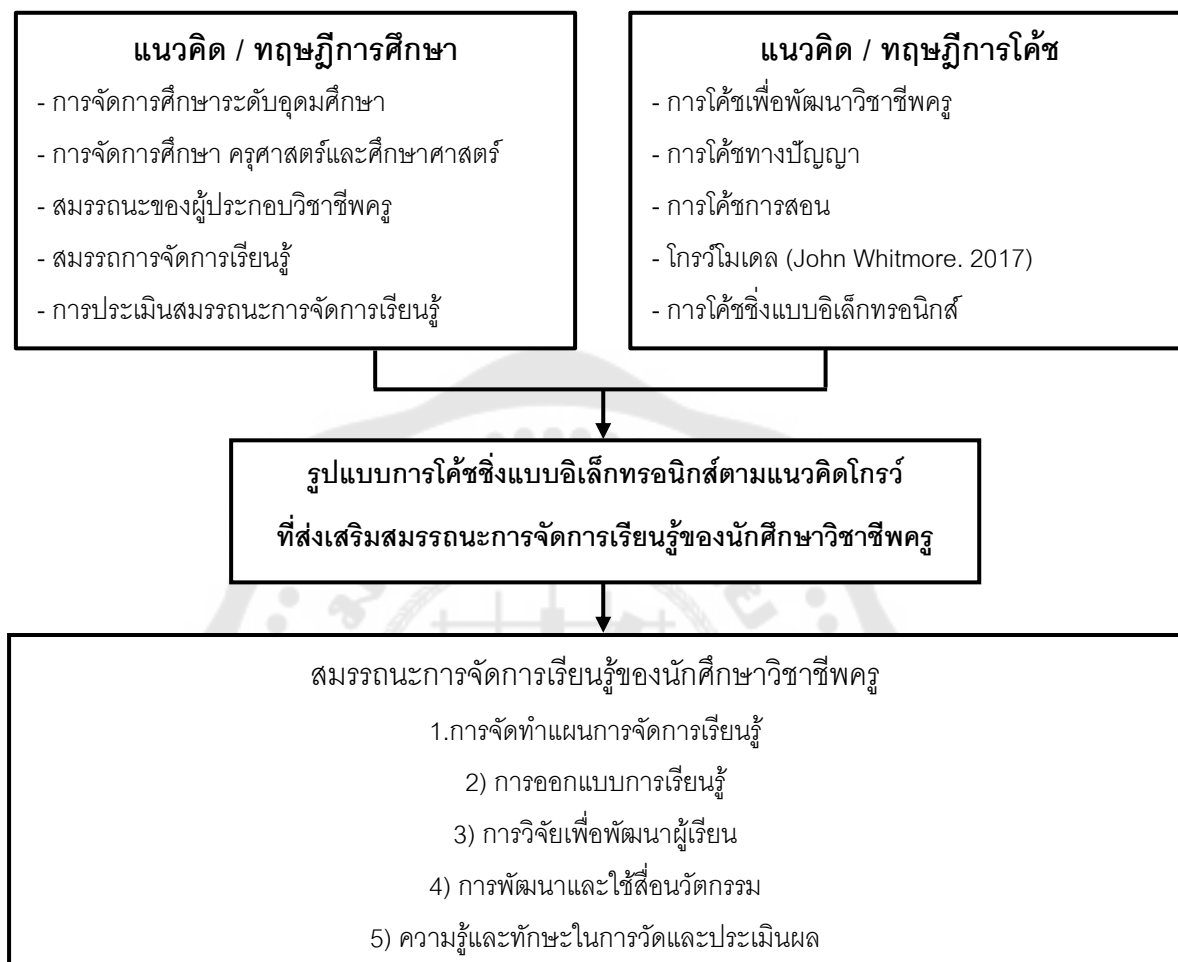 แนวคิด / ทฤษฎีการศึกษา
- การจัดการศึกษาระดับอุดมศึกษา
- การจัดการศึกษา ครุศาสตร์และศึกษาศาสตร์
- สมรรถนะของผู้ประกอบวิชาชีพครู
- สมรรถการจัดการเรียนรู้
- การประเมินสมรรถนะการจัดการเรียนรู้
แนวคิด / ทฤษฎีการโค้ช
- การโค้ชเพื่อพัฒนาวิชาชีพครู
- การโค้ชทางปัญญา
- การโค้ชการสอน
- โกรว์โมเดล (John Whitmore. 2017)
- การโค้ชชิ่งแบบอิเล็กทรอนิกส์
รูปแบบการโค้ชชิ่งแบบอิเล็กทรอนิกส์ตามแนวคิดโกรว์
ที่ส่งเสริมสมรรถนะการจัดการเรียนรู้ของนักศึกษาวิชาชีพครู
สมรรถนะการจัดการเรียนรู้ของนักศึกษาวิชาชีพครู
1.การจัดทำแผนการจัดการเรียนรู้
2) การออกแบบการเรียนรู้
3) การวิจัยเพื่อพัฒนาผู้เรียน
4) การพัฒนาและใช้สื่อนวัตกรรม
5) ความรู้และทักษะในการวัดและประเมินผล